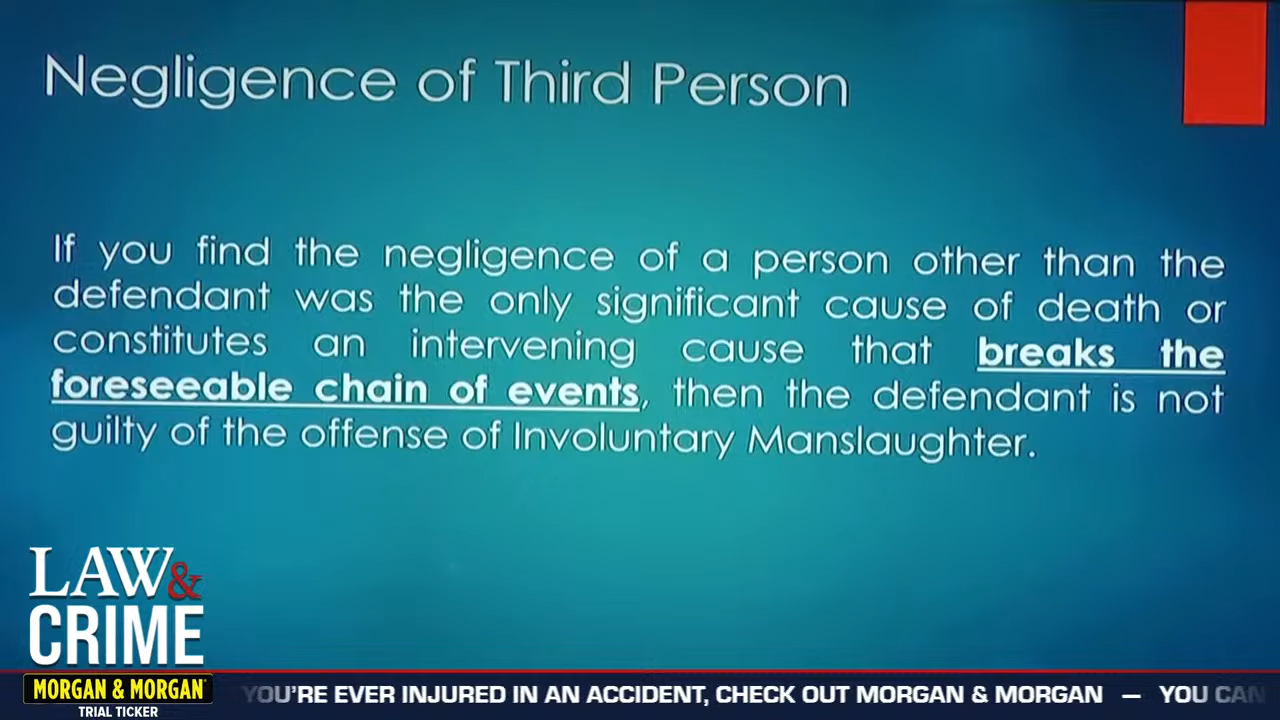 Negligence of Third Person
If you find the negligence of a person other than the
defendant was the only significant cause of death or
constitutes an intervening cause that breaks the
foreseeable chain of events, then the defendant is not
guilty of the offense of Involuntary Manslaughter.
LAW&
CRIME
MORGAN & MORGAN
TRIAL TICKER
YOU'RE EVER INJURED IN AN ACCIDENT, CHECK OUT MORGAN & MORGAN — YOU CAN